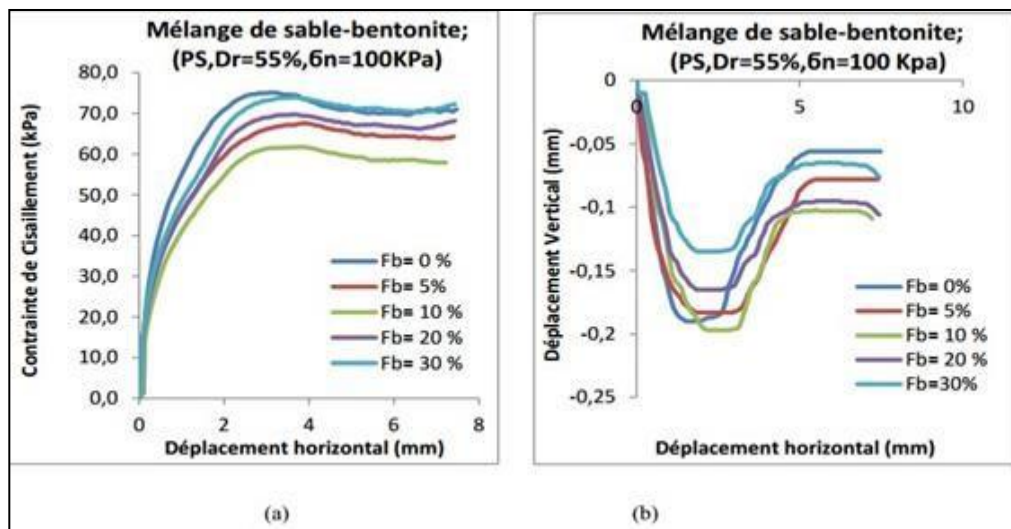 Mélange de sable-bentonite;
(PS,Dr=55%,бn=100KPa)
80,0
70,0
60,0
50,0
40,0
30,0
20,0
10,0
0,0
Contrainte de Cisaillement (kPa)
Fb= 0 %
Fb= 5%
Fb= 10 %
Fb= 20 %
Fb= 30 %
0 2 4 6 8
Déplacement horizontal (mm)
(a)
Mélange de sable-bentonite;
(PS,Dr=55%,бn=100 Kpa)
0
0 5 10
-0,05
-0,1
-0,15
-0,2
-0,25
Déplacement Vertical (mm)
Fb= 0%
Fb= 5%
Fb= 10 %
Fb= 20 %
Fb=30%
Déplacement horizontal (mm)
(b)